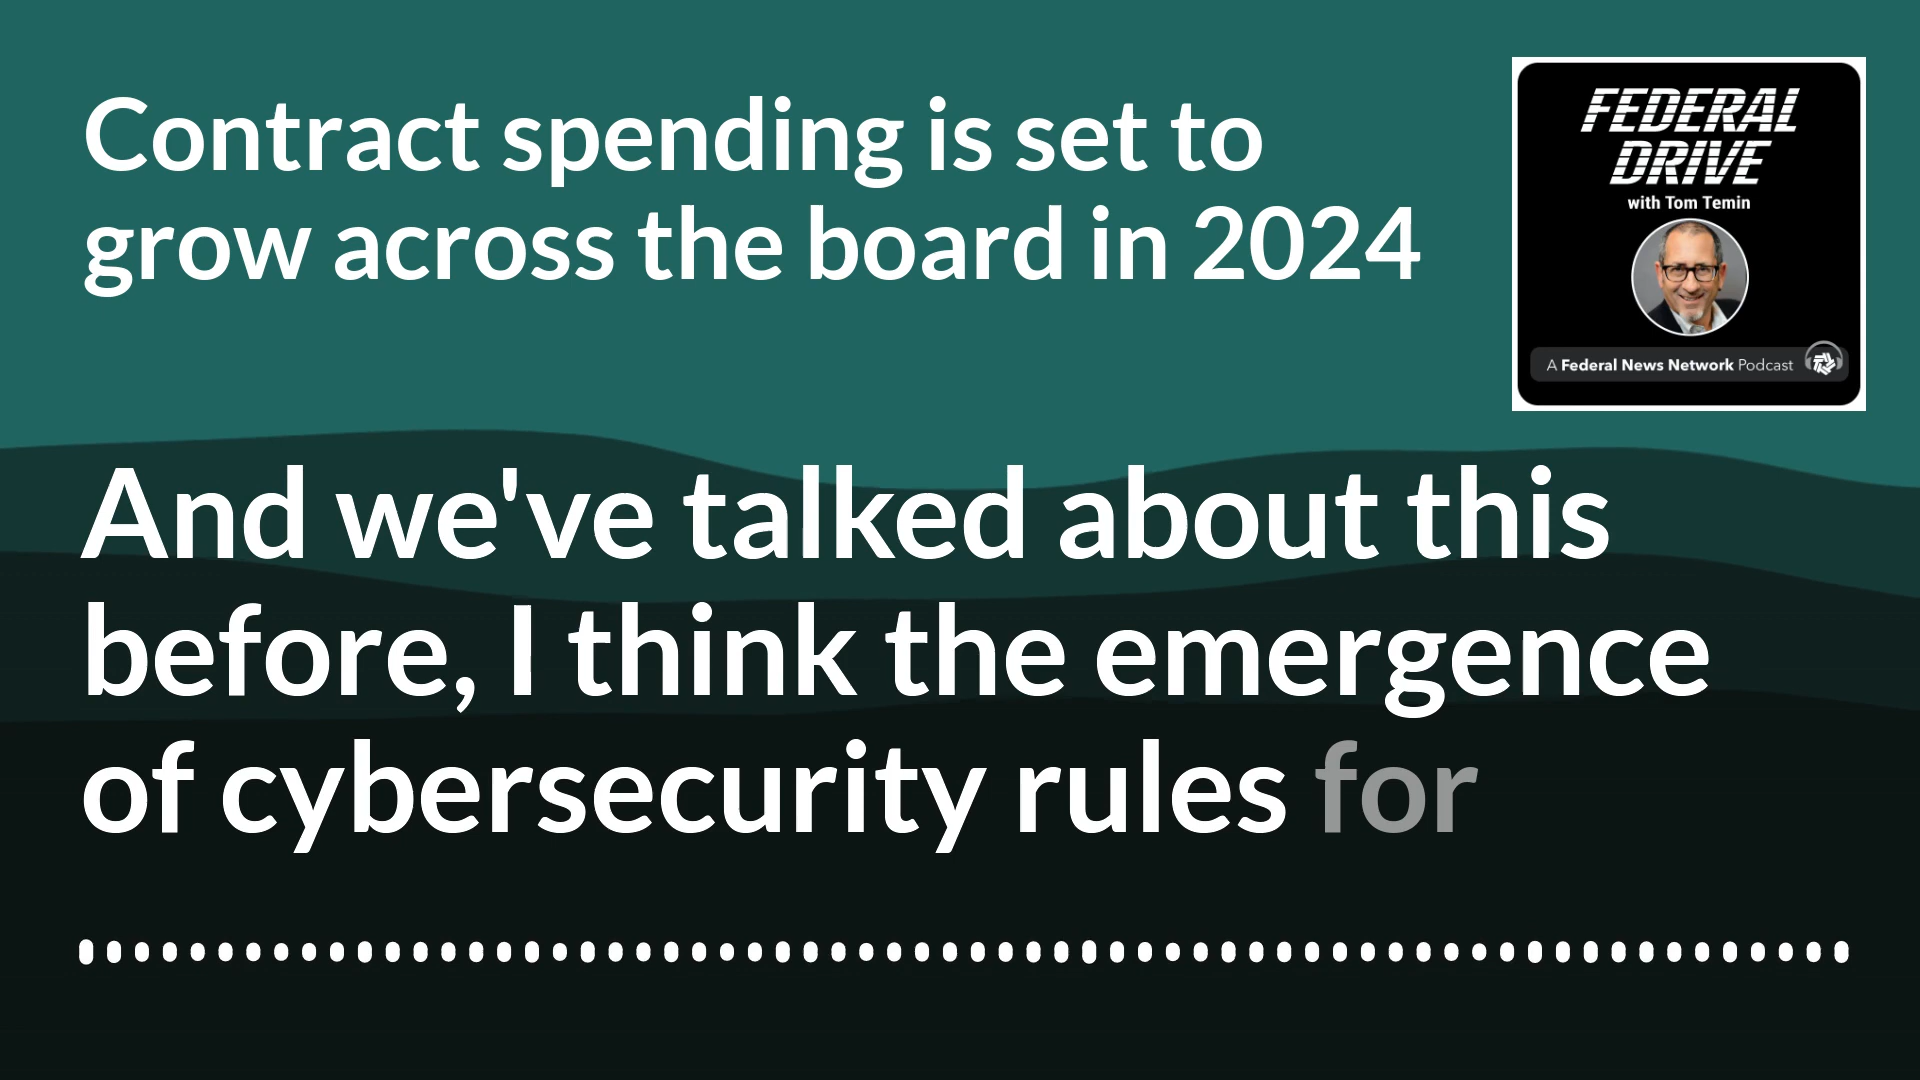 Contract spending is set to
grow across the board in 2024
FEDERAL
DRIVE
with Tom Temin
A Federal News Network Podcast
And we've talked about this
before, I think the emergence
of cybersecurity rules for